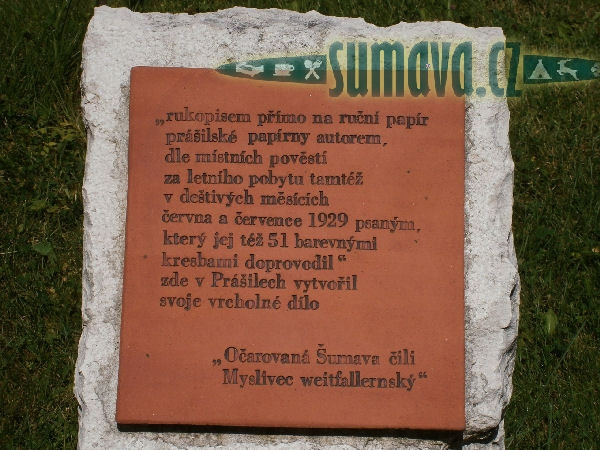 sumava.cz
„rukopisem přímo na ruční papír
prášilské papírny autorem,
dle místních pověstí
za letního pobytu tamtéž
v deštivých měsících
června a července 1929 psaným,
který jej též 51 barevnými
kresbami doprovodil“
zde v Prášilech vytvořil
svoje vrcholné dílo
„Očarovaná Šumava čili
Myslivec weitfallernský“